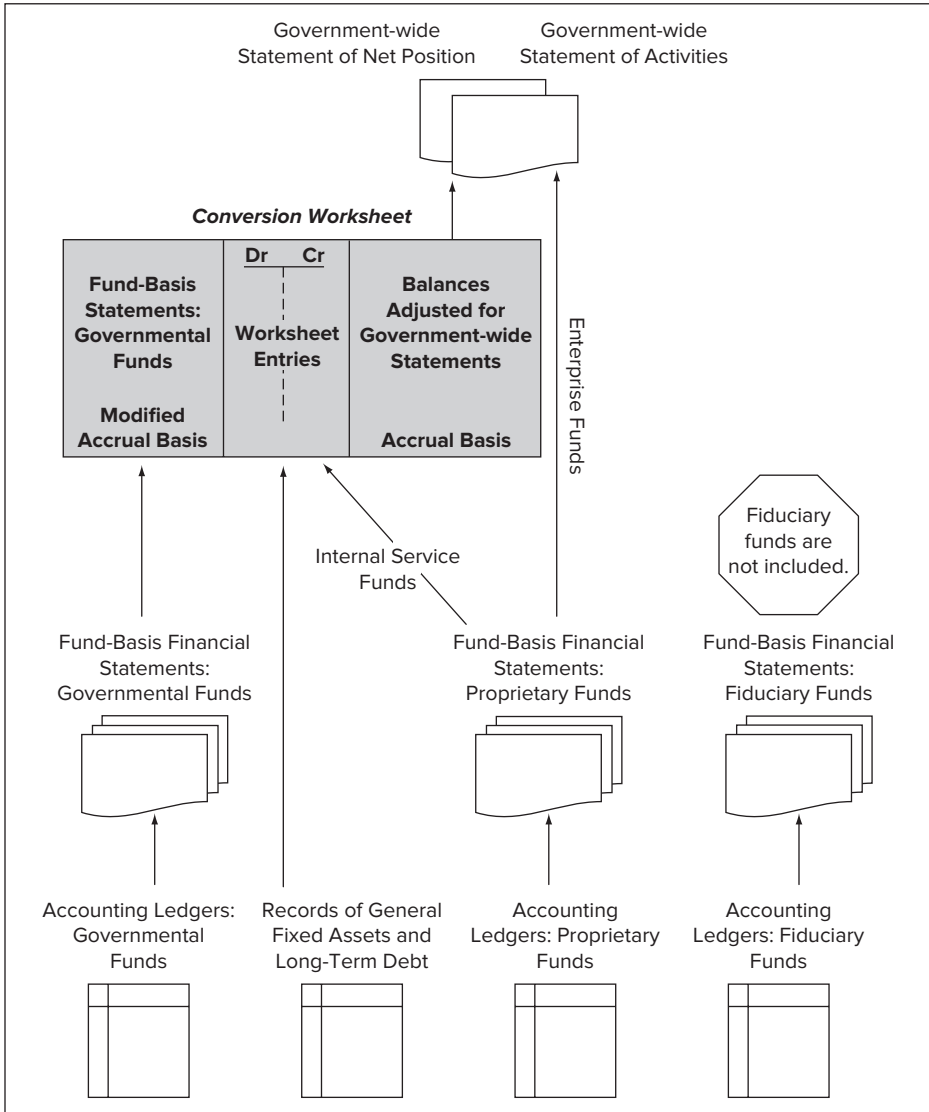 Government-wide
Statement of Net Position
Government-wide
Statement of Activities
Conversion Worksheet
Fund-Basis
Statements:
Governmental
Funds
Modified
Accrual Basis
Dr Cr
Worksheet
Entries
Balances
Adjusted for
Government-wide
Statements
Accrual Basis
Enterprise Funds
Internal Service
Funds
Fiduciary
funds are
not included.
Fund-Basis Financial
Statements:
Governmental Funds
Fund-Basis Financial
Statements:
Proprietary Funds
Fund-Basis Financial
Statements:
Fiduciary Funds
Accounting Ledgers:
Governmental
Funds
Records of General
Fixed Assets and
Long-Term Debt
Accounting
Ledgers: Proprietary
Funds
Accounting
Ledgers: Fiduciary
Funds